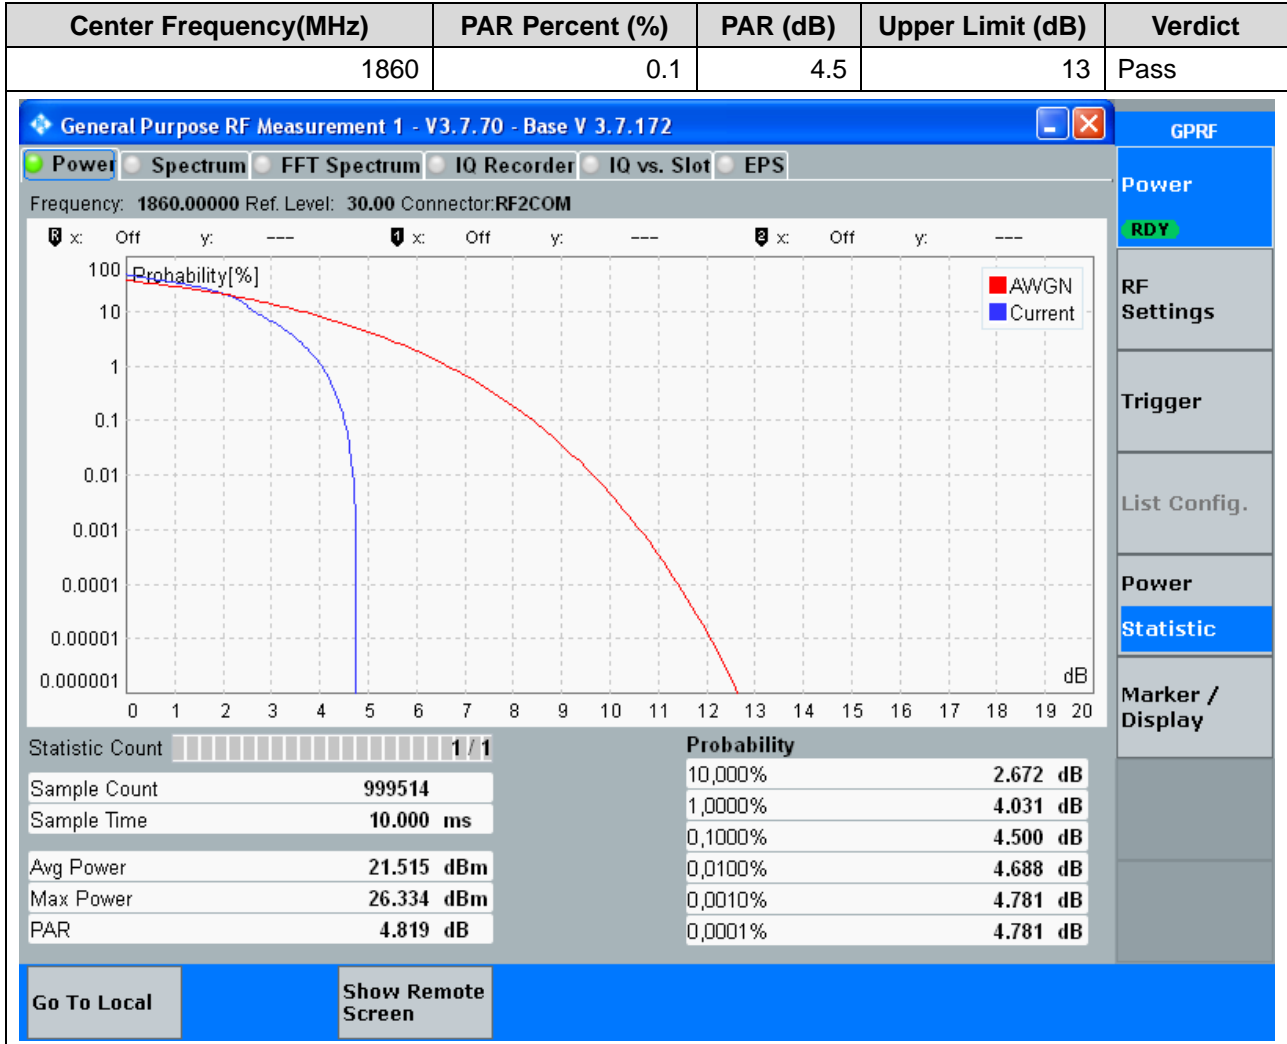 Center Frequency(MHz) PAR Percent (%) PAR (dB) Upper Limit (dB) Verdict
1860 0.1 4.5 13 Pass
General Purpose RF Measurement 1 - V3.7.70 - Base V 3.7.172
GPRF
Power Spectrum FFT Spectrum IQ Recorder IQ vs. Slot EPS
Power
RDY
Frequency: 1860.00000 Ref. Level: 30.00 Connector:RF2COM
R x: Off y: --- 1 x: Off y: --- 2 x: Off y: ---
Probability[%]
AWGN
Current
100
10
1
0.1
0.01
0.001
0.0001
0.00001
0.000001
dB
0 1 2 3 4 5 6 7 8 9 10 11 12 13 14 15 16 17 18 19 20
RF
Settings
Trigger
List Config.
Power
Statistic
Marker /
Display
Statistic Count 1 / 1
Sample Count 999514
Sample Time 10.000 ms
Avg Power 21.515 dBm
Max Power 26.334 dBm
PAR 4.819 dB
Probability
10,000% 2.672 dB
1,0000% 4.031 dB
0,1000% 4.500 dB
0,0100% 4.688 dB
0,0010% 4.781 dB
0,0001% 4.781 dB
Go To Local
Show Remote
Screen